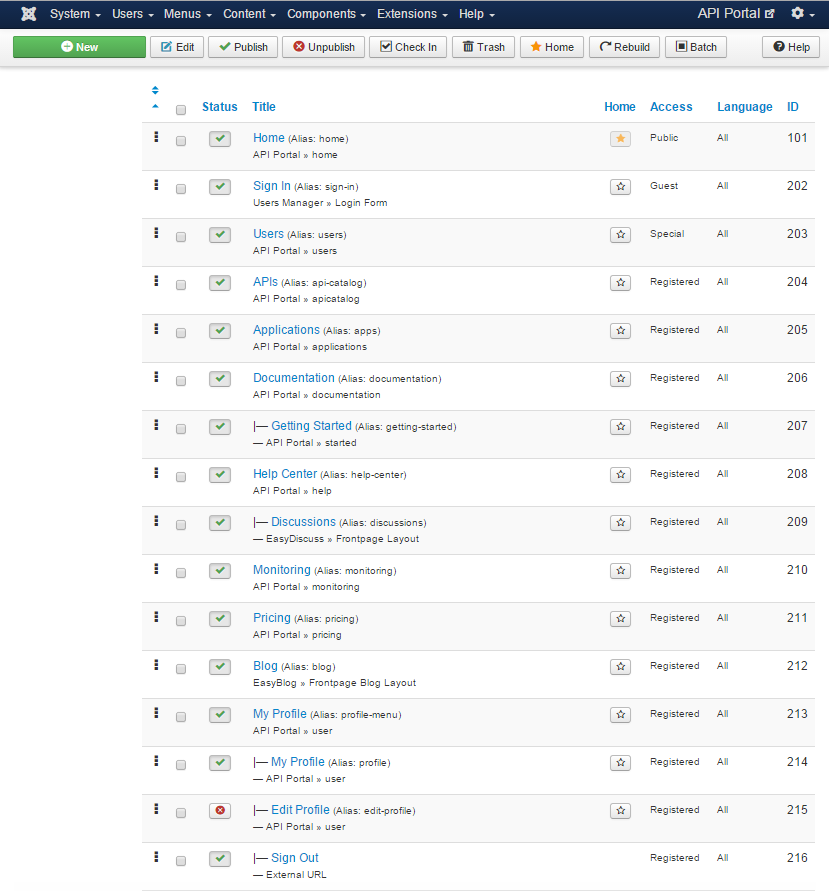 System Users Menus Content Components Extensions Help API Portal
New Edit Publish Unpublish Check In Trash Home Rebuild Batch Help
Status Title Home Access Language ID
Home (Alias: home) Public All 101
API Portal » home
Sign In (Alias: sign-in) Guest All 202
Users Manager » Login Form
Users (Alias: users) Special All 203
API Portal » users
APIs (Alias: api-catalog) Registered All 204
API Portal » apicatalog
Applications (Alias: apps) Registered All 205
API Portal » applications
Documentation (Alias: documentation) Registered All 206
API Portal » documentation
|— Getting Started (Alias: getting-started) Registered All 207
— API Portal » started
Help Center (Alias: help-center) Registered All 208
API Portal » help
|— Discussions (Alias: discussions) Registered All 209
— EasyDiscuss » Frontpage Layout
Monitoring (Alias: monitoring) Registered All 210
API Portal » monitoring
Pricing (Alias: pricing) Registered All 211
API Portal » pricing
Blog (Alias: blog) Registered All 212
EasyBlog » Frontpage Blog Layout
My Profile (Alias: profile-menu) Registered All 213
API Portal » user
|— My Profile (Alias: profile) Registered All 214
— API Portal » user
|— Edit Profile (Alias: edit-profile) Registered All 215
— API Portal » user
|— Sign Out Registered All 216
— External URL